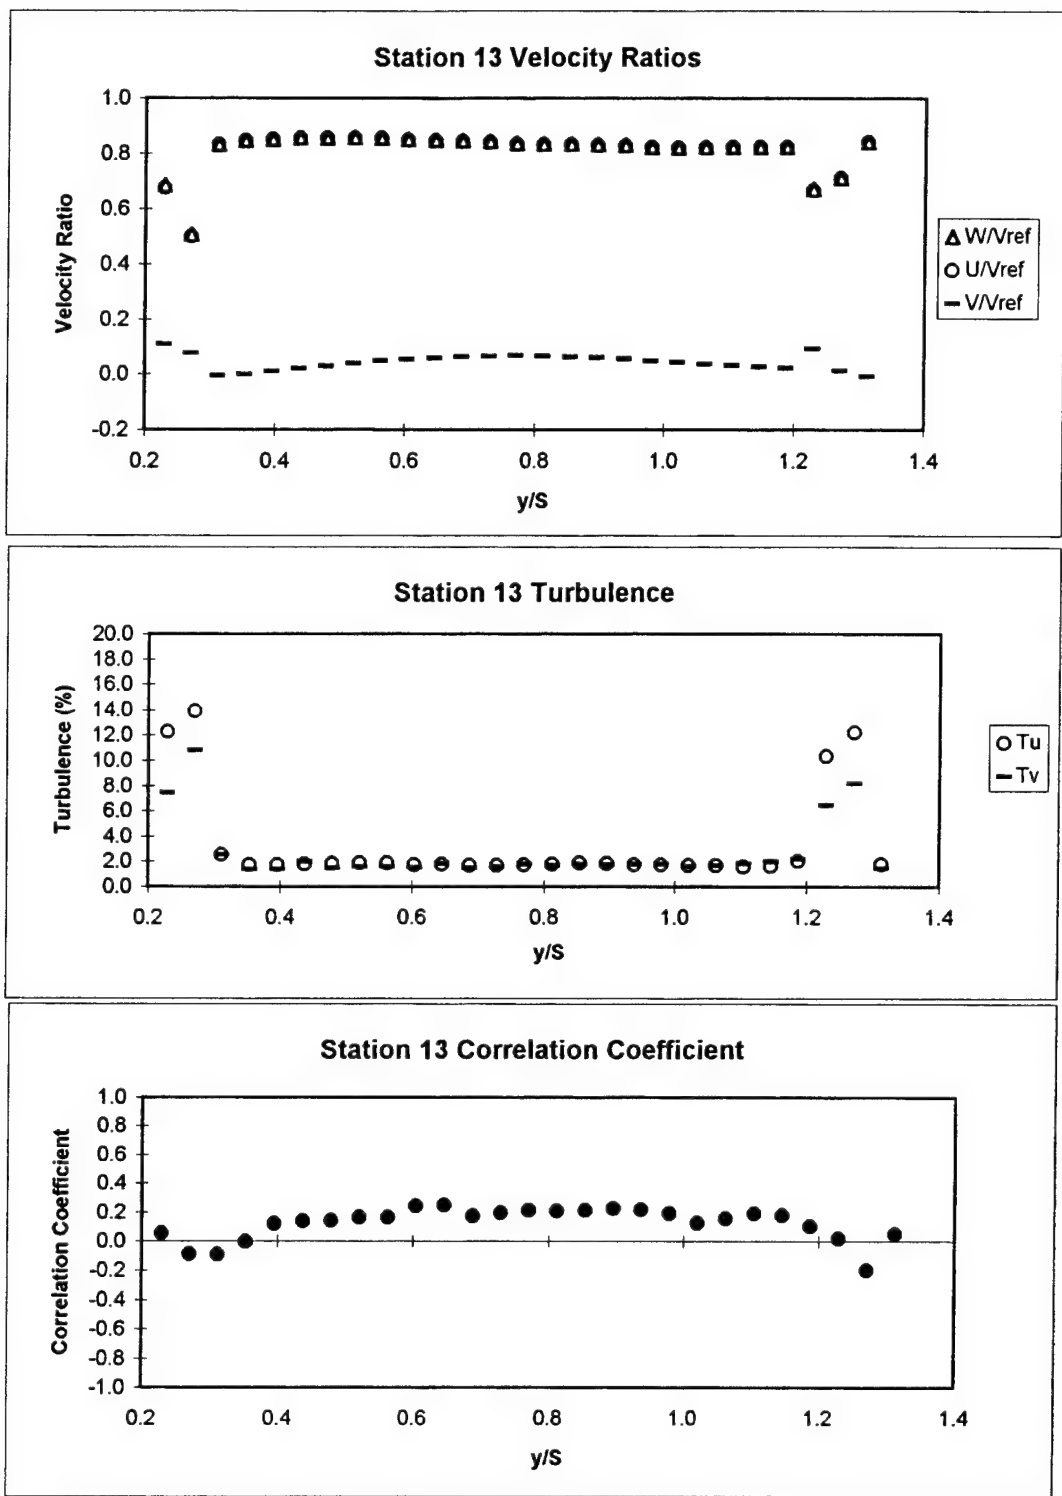 Station 13 Velocity Ratios
1.0
0.8
0.6
0.4
0.2
0.0
-0.2
Velocity Ratio
0.2 0.4 0.6 0.8 1.0 1.2 1.4
y/S
W/Vref
U/Vref
V/Vref
Station 13 Turbulence
20.0
18.0
16.0
14.0
12.0
10.0
8.0
6.0
4.0
2.0
0.0
Turbulence (%)
0.2 0.4 0.6 0.8 1.0 1.2 1.4
y/S
Tu
Tv
Station 13 Correlation Coefficient
1.0
0.8
0.6
0.4
0.2
0.0
-0.2
-0.4
-0.6
-0.8
-1.0
Correlation Coefficient
0.2 0.4 0.6 0.8 1.0 1.2 1.4
y/S